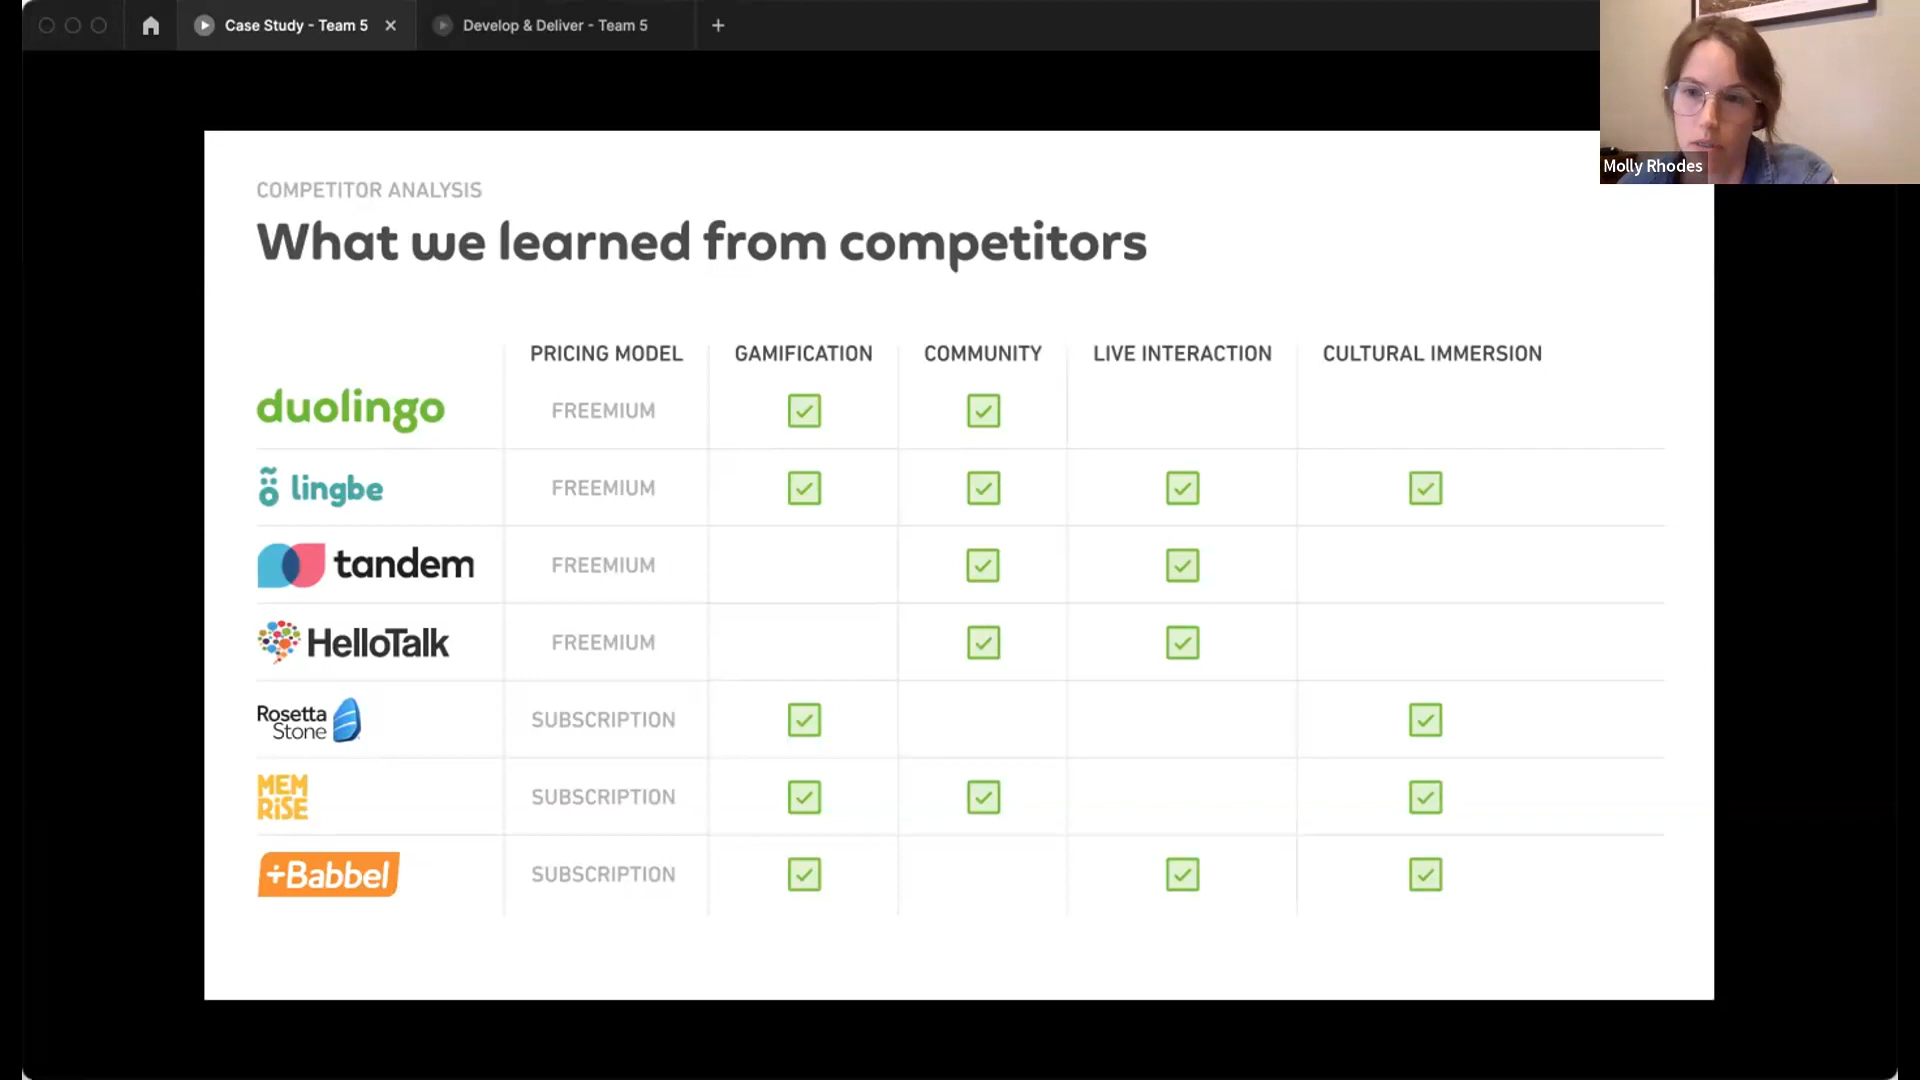 Case Study - Team 5
Develop & Deliver - Team 5
Molly Rhodes
COMPETITOR ANALYSIS
What we learned from competitors
PRICING MODEL GAMIFICATION COMMUNITY LIVE INTERACTION CULTURAL IMMERSION
duolingo FREEMIUM
lingbe FREEMIUM
tandem FREEMIUM
HelloTalk FREEMIUM
Rosetta
Stone SUBSCRIPTION
MEM
RiSE SUBSCRIPTION
+Babbel SUBSCRIPTION